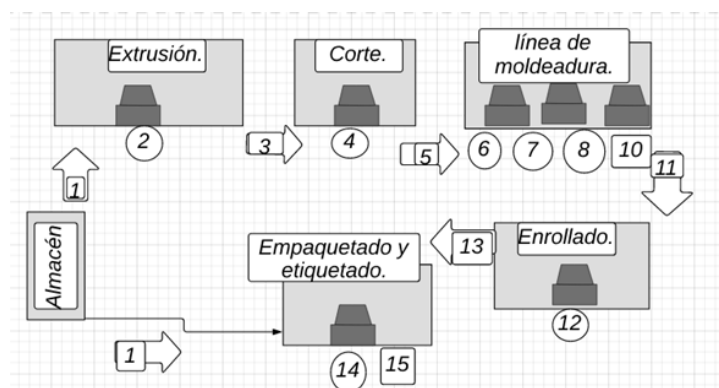 Extrusión.
Corte.
línea de
moldeadura.
2
3
4
5
6
7
8
10
11
1
Almacén
Empaquetado y
etiquetado.
13
Enrollado.
12
1
14
15